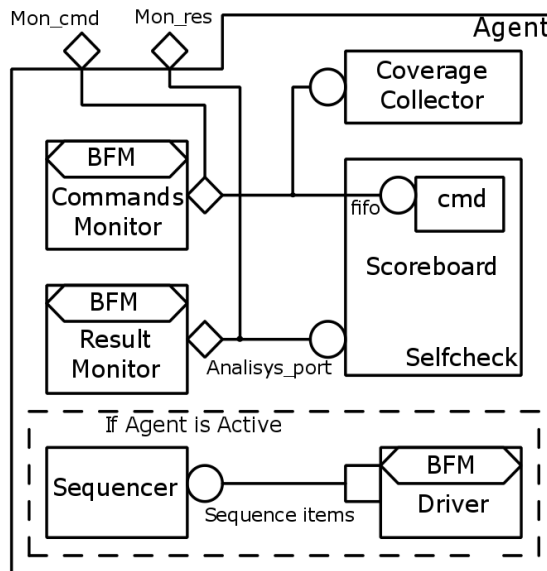 Mon_cmd
Mon_res
Agent
Coverage
Collector
BFM
Commands
Monitor
fifo
cmd
Scoreboard
BFM
Result
Monitor
Analisys_port
Selfcheck
If Agent is Active
Sequencer
Sequence items
BFM
Driver